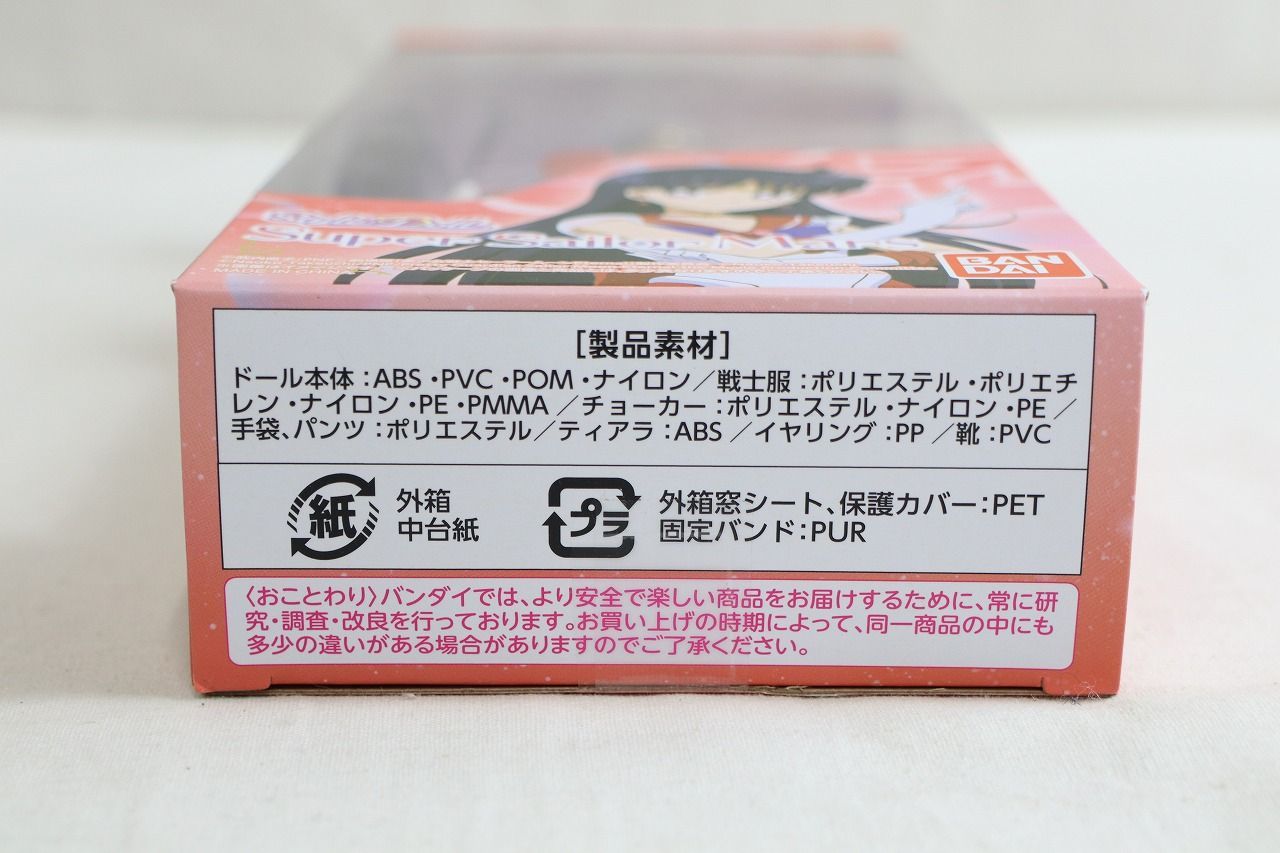 Super Sailor Mars
MADE IN CHINA
BAN
DAI
[製品素材]
ドール本体：ABS・PVC・POM・ナイロン／戦士服：ポリエステル・ポリエチ
レン・ナイロン・PE・PMMA／チョーカー：ポリエステル・ナイロン・PE／
手袋、パンツ：ポリエステル／ティアラ：ABS／イヤリング：PP／靴：PVC
紙
外箱
中台紙
プラ
外箱窓シート、保護カバー：PET
固定バンド：PUR
〈おことわり〉バンダイでは、より安全で楽しい商品をお届けするために、常に研
究・調査・改良を行っております。お買い上げの時期によって、同一商品の中にも
多少の違いがある場合がありますのでご了承ください。